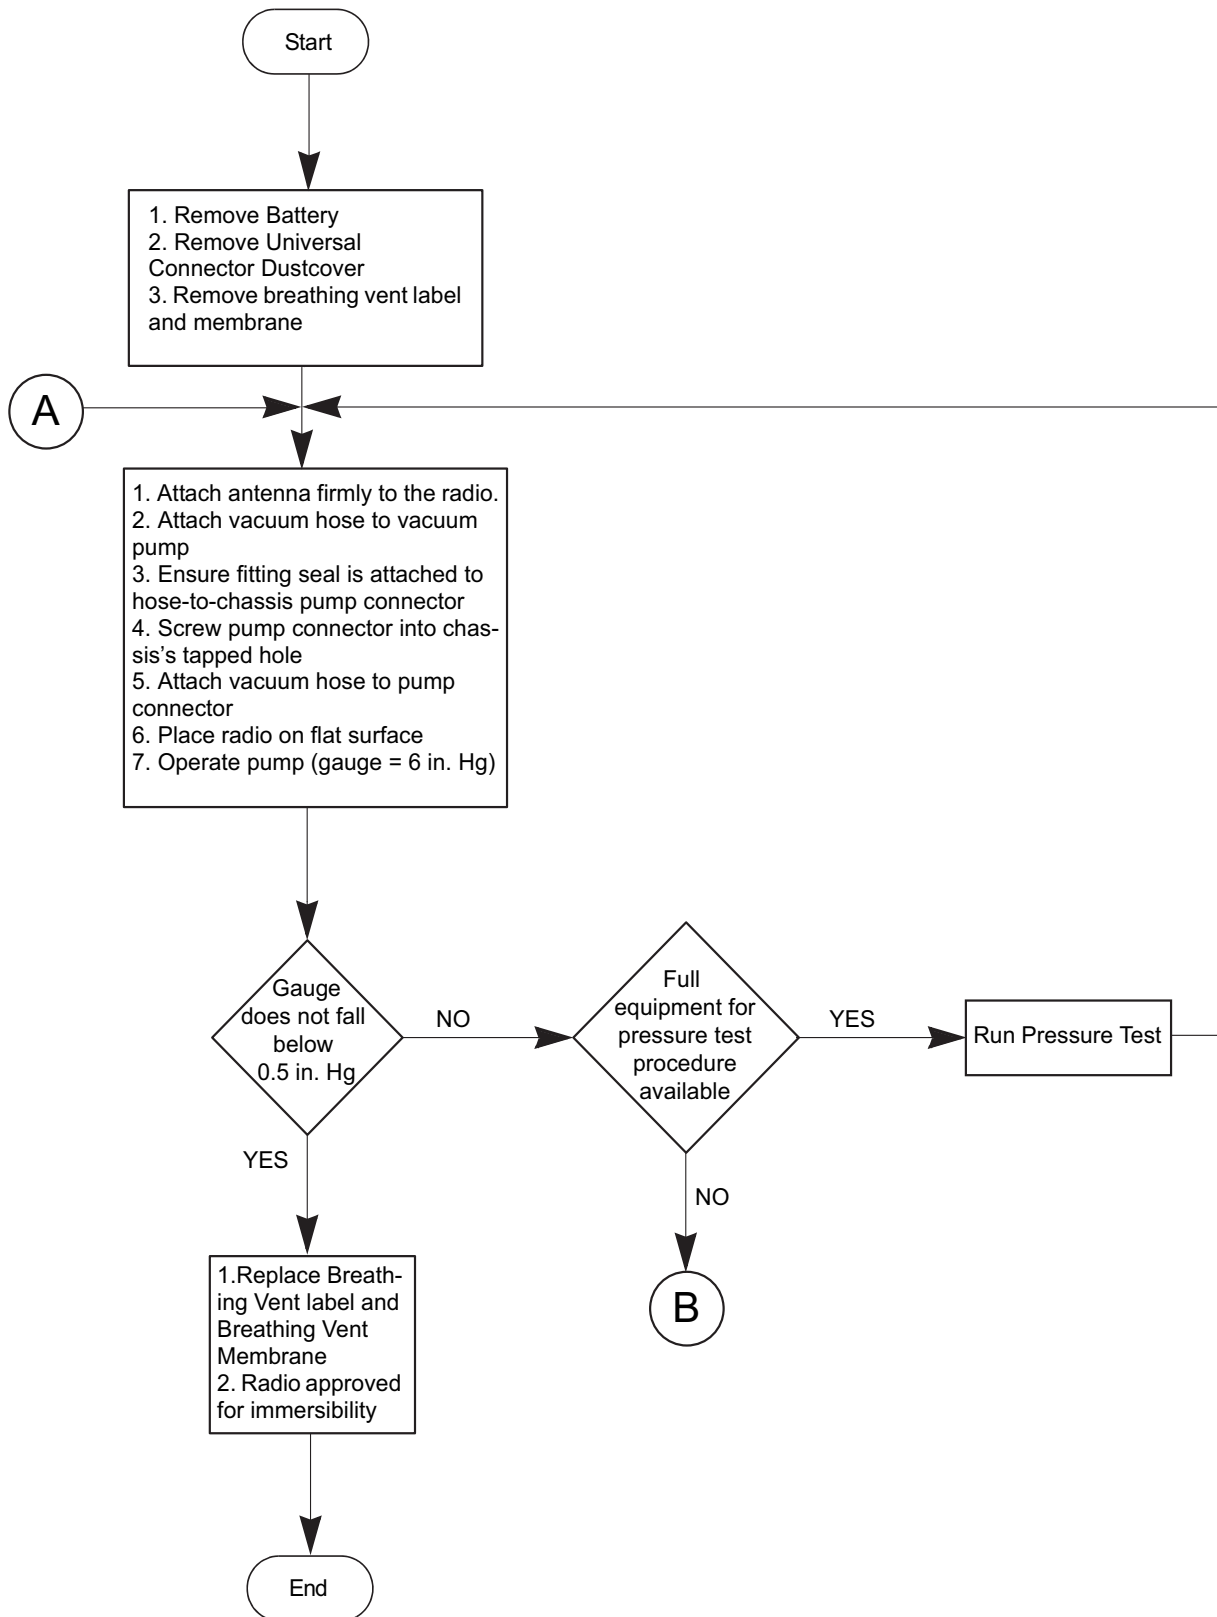 Start
1. Remove Battery
2. Remove Universal
Connector Dustcover
3. Remove breathing vent label
and membrane
A
1. Attach antenna firmly to the radio.
2. Attach vacuum hose to vacuum
pump
3. Ensure fitting seal is attached to
hose-to-chassis pump connector
4. Screw pump connector into chas-
sis’s tapped hole
5. Attach vacuum hose to pump
connector
6. Place radio on flat surface
7. Operate pump (gauge = 6 in. Hg)
Gauge
does not fall
below
0.5 in. Hg
NO
Full
equipment for
pressure test
procedure
available
YES
Run Pressure Test
YES
NO
1.Replace Breath-
ing Vent label and
Breathing Vent
Membrane
2. Radio approved
for immersibility
B
End